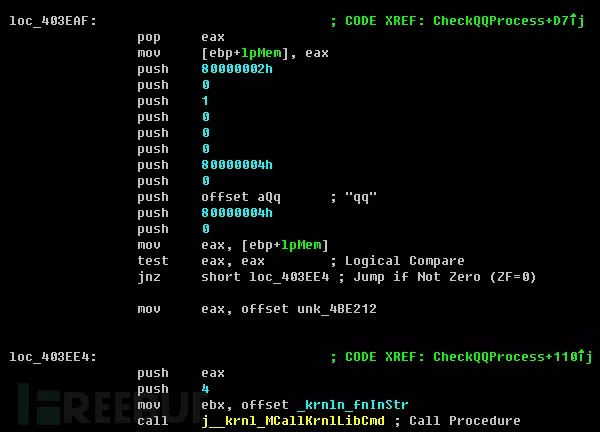 loc_403EAF: ; CODE XREF: CheckQQProcess+D7↑j
pop eax
mov [ebp+lpMem], eax
push 80000002h
push 0
push 1
push 0
push 0
push 0
push 80000004h
push 0
push offset aQq ; "qq"
push 80000004h
push 0
mov eax, [ebp+lpMem]
test eax, eax ; Logical Compare
jnz short loc_403EE4 ; Jump if Not Zero (ZF=0)
mov eax, offset unk_4BE212
loc_403EE4: ; CODE XREF: CheckQQProcess+110↑j
push eax
push 4
mov ebx, offset _krnln_fnInStr
call j__krnl_MCallKrnlLibCmd ; Call Procedure
FREEBUF